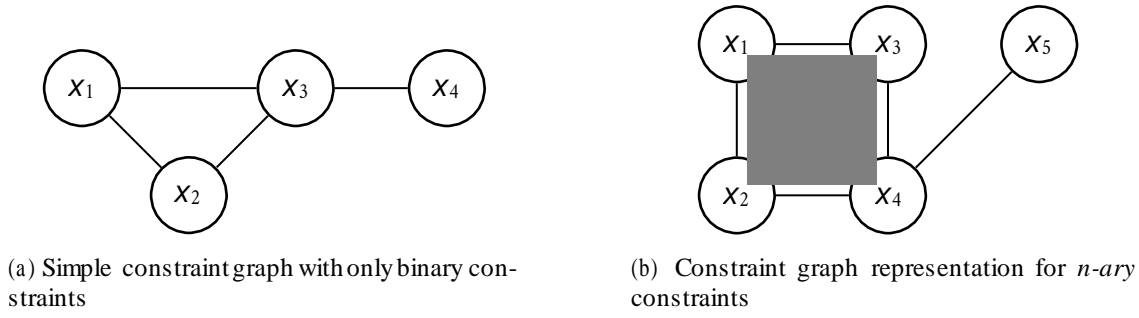 x1 x3 x4
x2
(a) Simple constraint graph with only binary con-
straints
x1 x3 x5
x2 x4
(b) Constraint graph representation for n-ary
constraints